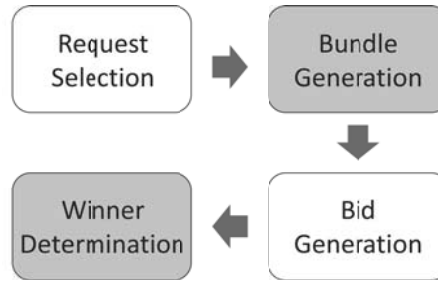 Request
Selection
Bundle
Generation
Bid
Generation
Winner
Determination